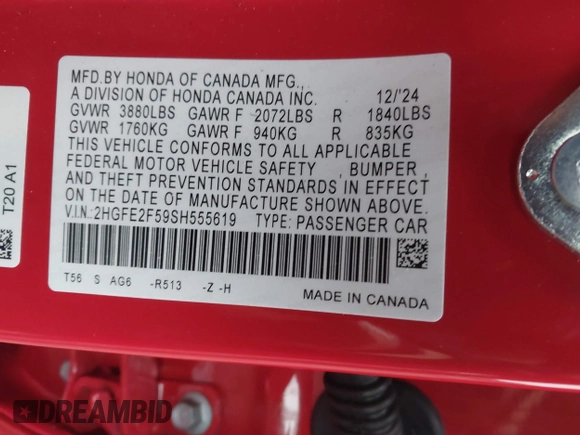 MFD.BY HONDA OF CANADA MFG.,
A DIVISION OF HONDA CANADA INC. 12/'24
GVWR 3880LBS GAWR F 2072LBS R 1840LBS
GVWR 1760KG GAWR F 940KG R 835KG
THIS VEHICLE CONFORMS TO ALL APPLICABLE
FEDERAL MOTOR VEHICLE SAFETY , BUMPER ,
AND THEFT PREVENTION STANDARDS IN EFFECT
ON THE DATE OF MANUFACTURE SHOWN ABOVE.
V.I.N.:2HGFE2F59SH555619 TYPE: PASSENGER CAR
T56 S AG6 -R513 -Z -H
MADE IN CANADA
T20 A1
DREAMBID